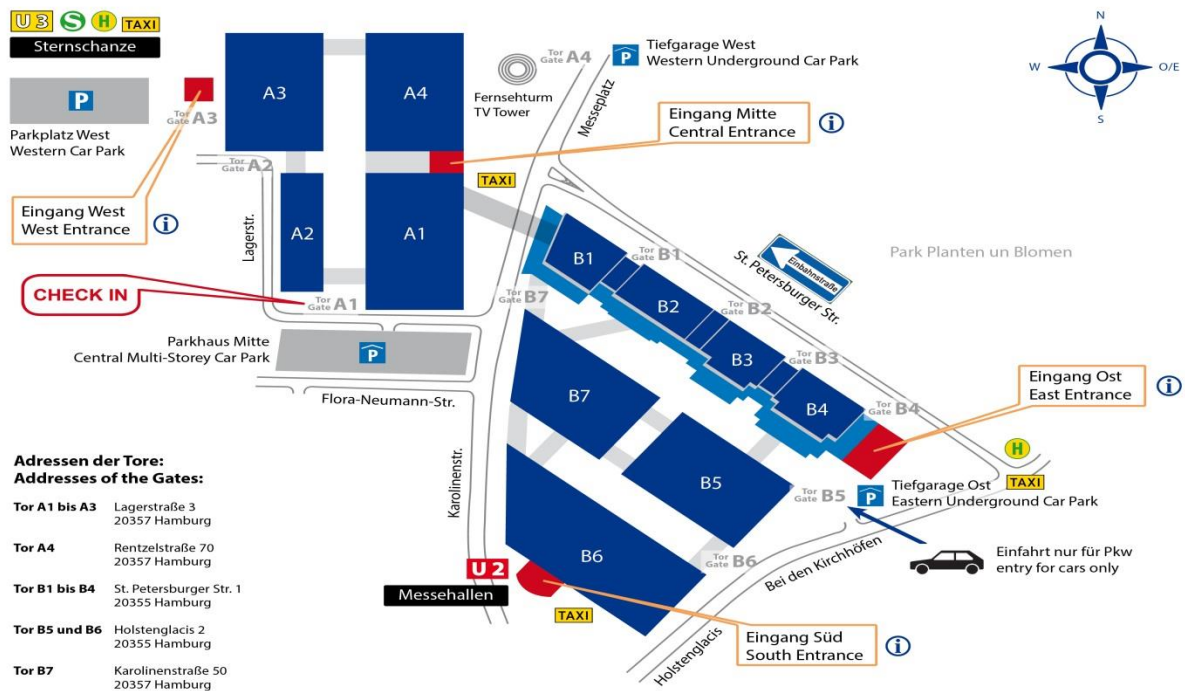 U3 S H TAXI
Sternschanze
P
Parkplatz West
Western Car Park
Tor
Gate A3
A3
A4
Fernsehturm
TV Tower
Tor
Gate A4
P
Tiefgarage West
Western Underground Car Park
Messeplatz
N
W
O/E
S
Eingang Mitte
Central Entrance
i
Tor
Gate A2
TAXI
Eingang West
West Entrance
i
Lagerstr.
A2
A1
CHECK IN
Tor
Gate A1
Parkhaus Mitte
Central Multi-Storey Car Park
P
Flora-Neumann-Str.
Karolinenstr.
B1
Tor
Gate B1
Einbahnstraße
St. Petersburger Str.
Park Planten un Blomen
Tor
Gate B7
B2
Tor
Gate B2
B3
Tor
Gate B3
B4
Tor
Gate B4
Eingang Ost
East Entrance
i
H
TAXI
B7
B5
Tor
Gate B5
P
Tiefgarage Ost
Eastern Underground Car Park
Einfahrt nur für Pkw
entry for cars only
Bei den Kirchhöfen
B6
Tor
Gate B6
U2
Messehallen
TAXI
Eingang Süd
South Entrance
i
Holstenglacis
Adressen der Tore:
Addresses of the Gates:
Tor A1 bis A3 Lagerstraße 3
20357 Hamburg
Tor A4 Rentzelstraße 70
20357 Hamburg
Tor B1 bis B4 St. Petersburger Str. 1
20355 Hamburg
Tor B5 und B6 Holstenglacis 2
20355 Hamburg
Tor B7 Karolinenstraße 50
20357 Hamburg